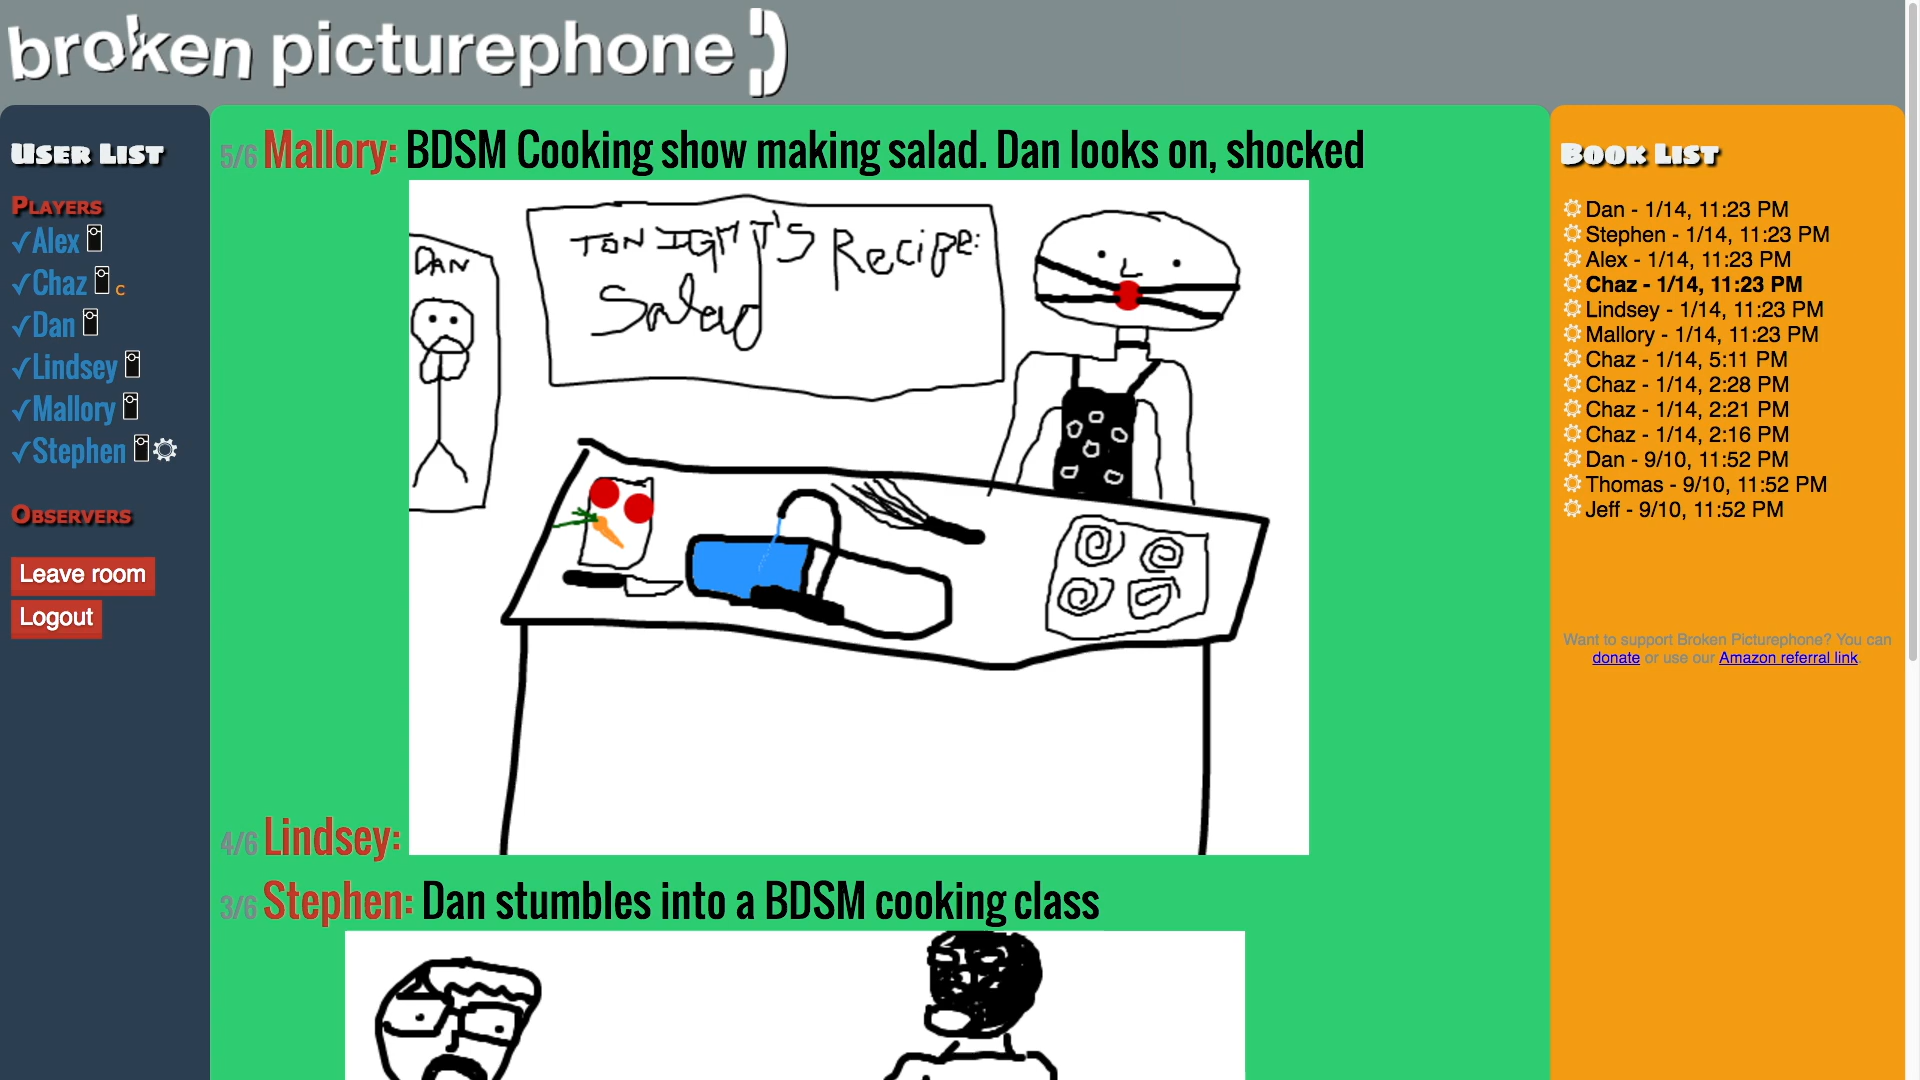 broken picturephone
User List
Players
✓Alex
✓Chaz c
✓Dan
✓Lindsey
✓Mallory
✓Stephen
Observers
Leave room
Logout
5/6 Mallory: BDSM Cooking show making salad. Dan looks on, shocked
DAN
TONIGHT'S Recipe:
Salad
4/6 Lindsey:
3/6 Stephen: Dan stumbles into a BDSM cooking class
Book List
Dan - 1/14, 11:23 PM
Stephen - 1/14, 11:23 PM
Alex - 1/14, 11:23 PM
Chaz - 1/14, 11:23 PM
Lindsey - 1/14, 11:23 PM
Mallory - 1/14, 11:23 PM
Chaz - 1/14, 5:11 PM
Chaz - 1/14, 2:28 PM
Chaz - 1/14, 2:21 PM
Chaz - 1/14, 2:16 PM
Dan - 9/10, 11:52 PM
Thomas - 9/10, 11:52 PM
Jeff - 9/10, 11:52 PM
Want to support Broken Picturephone? You can
donate or use our Amazon referral link.